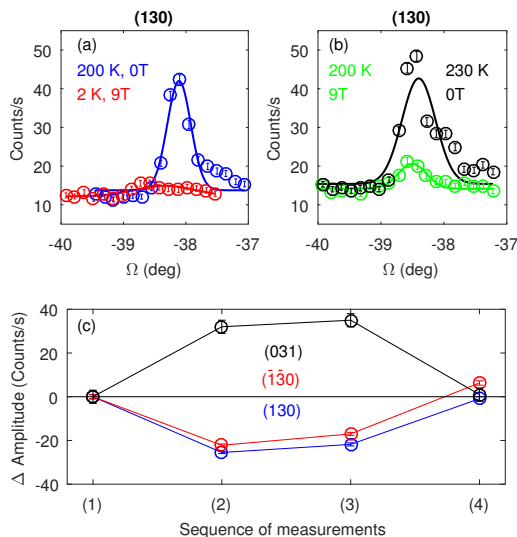 (130)
(130)
(a)
200 K, 0T
2 K, 9T
Counts/s
50
40
30
20
10
-40
-39
-38
-37
Ω (deg)
(b)
200 K
9T
230 K
0T
Counts/s
50
40
30
20
10
-40
-39
-38
-37
Ω (deg)
(c)
(031)
(1̄3̄0)
(130)
Δ Amplitude (Counts/s)
40
20
0
-20
-40
(1)
(2)
(3)
(4)
Sequence of measurements